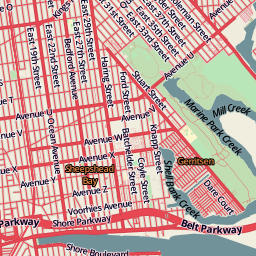 Kings
East 29th Street
East 33rd Street
East 27th Street
East 22nd Street
East 19th Street
Bedford Avenue
Haring Street
Ford Street
Stuart Street
Avenue U
Mill Creek
Marine Park Creek
Avenue V
Avenue W
Knapp Street
Ocean Avenue
Batchelder Street
Avenue X
Coyle Street
Gerritsen
Sheepshead
Bay
Avenue Y
Shell Bank Creek
Dare Court
Avenue Z
Voorhies Avenue
Parkway
Shore Parkway
Belt Parkway
Shore Boulevard